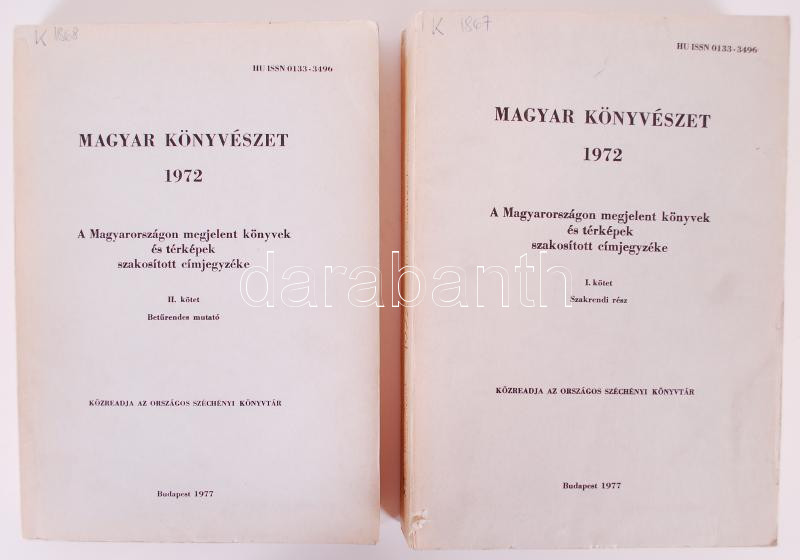 K 1868
HU ISSN 0133-3496
MAGYAR KÖNYVÉSZET
1972
A Magyarországon megjelent könyvek
és térképek
szakosított címjegyzéke
II. kötet
Betűrendes mutató
KÖZREADJA AZ ORSZÁGOS SZÉCHÉNYI KÖNYVTÁR
Budapest 1977
K 1867
HU ISSN 0133-3496
MAGYAR KÖNYVÉSZET
1972
A Magyarországon megjelent könyvek
és térképek
szakosított címjegyzéke
I. kötet
Szakrendi rész
KÖZREADJA AZ ORSZÁGOS SZÉCHÉNYI KÖNYVTÁR
Budapest 1977
darabanth